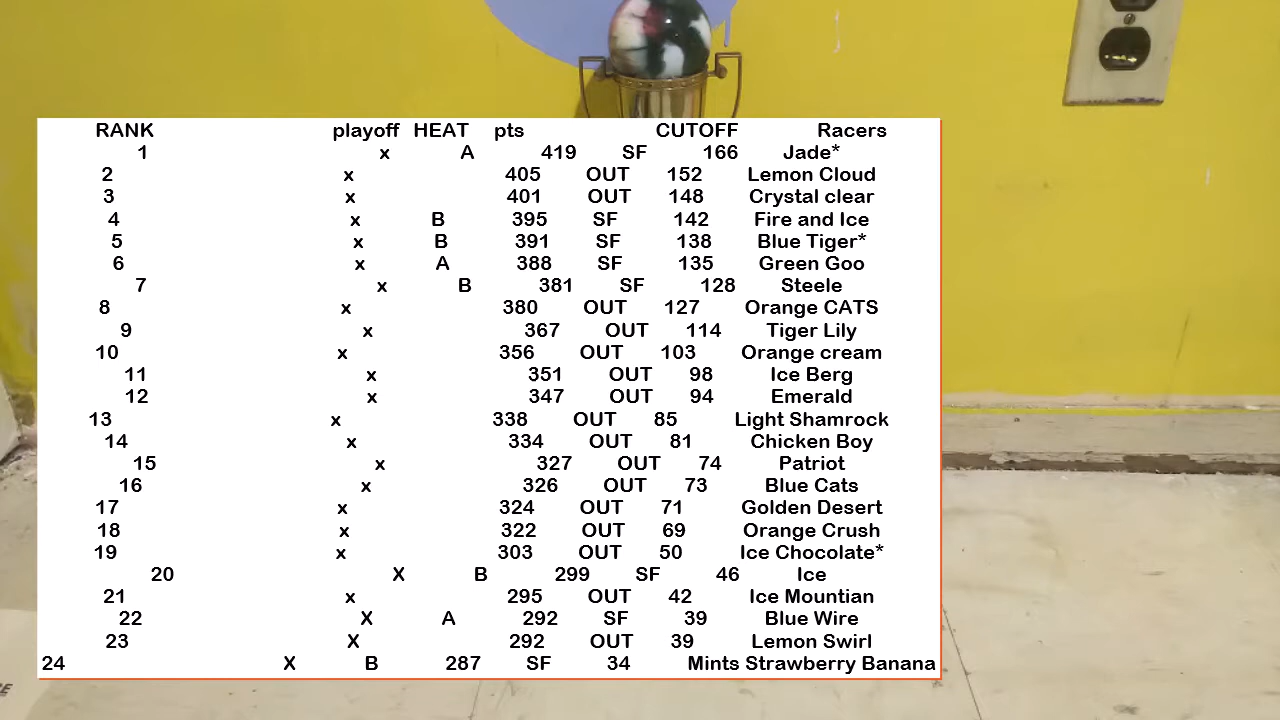 RANK playoff HEAT pts CUTOFF Racers
1 x A 419 SF 166 Jade*
2 x 405 OUT 152 Lemon Cloud
3 x 401 OUT 148 Crystal clear
4 x B 395 SF 142 Fire and Ice
5 x B 391 SF 138 Blue Tiger*
6 x A 388 SF 135 Green Goo
7 x B 381 SF 128 Steele
8 x 380 OUT 127 Orange CATS
9 x 367 OUT 114 Tiger Lily
10 x 356 OUT 103 Orange cream
11 x 351 OUT 98 Ice Berg
12 x 347 OUT 94 Emerald
13 x 338 OUT 85 Light Shamrock
14 x 334 OUT 81 Chicken Boy
15 x 327 OUT 74 Patriot
16 x 326 OUT 73 Blue Cats
17 x 324 OUT 71 Golden Desert
18 x 322 OUT 69 Orange Crush
19 x 303 OUT 50 Ice Chocolate*
20 X B 299 SF 46 Ice
21 x 295 OUT 42 Ice Mountian
22 X A 292 SF 39 Blue Wire
23 X 292 OUT 39 Lemon Swirl
24 X B 287 SF 34 Mints Strawberry Banana